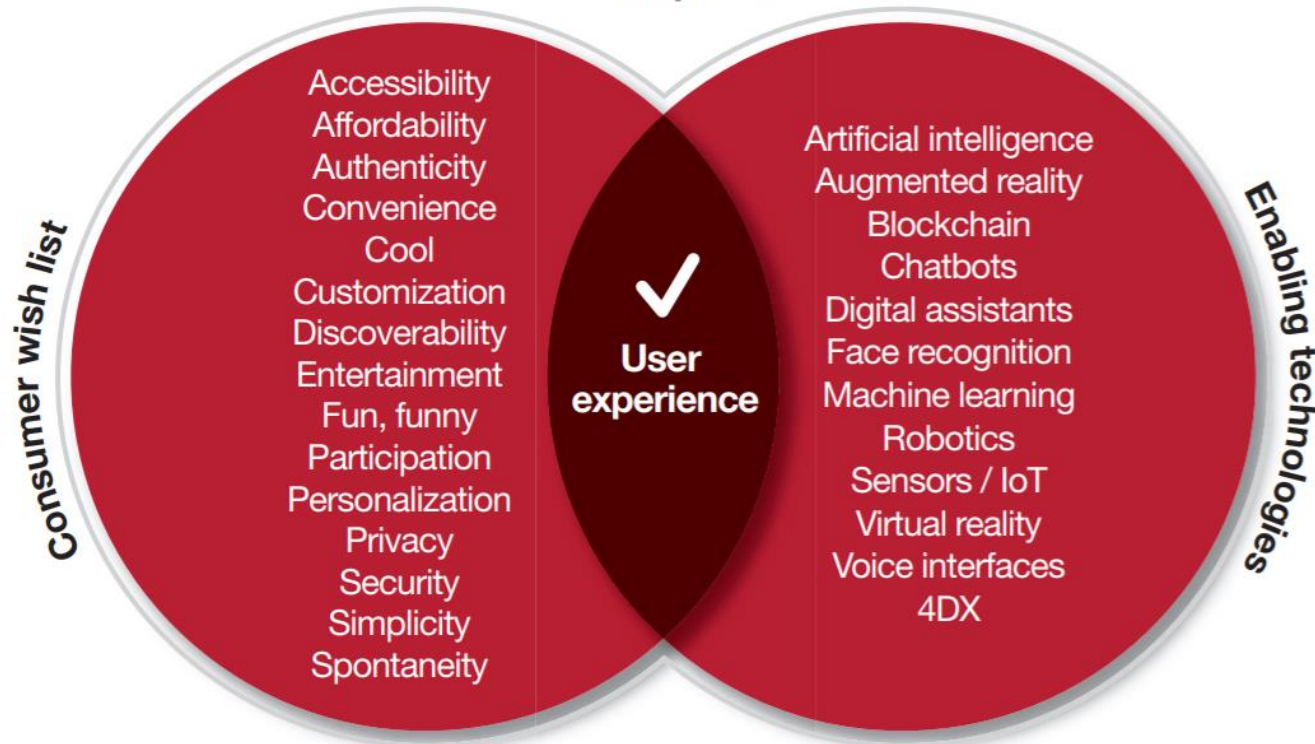 Consumer wish list
Accessibility
Affordability
Authenticity
Convenience
Cool
Customization
Discoverability
Entertainment
Fun, funny
Participation
Personalization
Privacy
Security
Simplicity
Spontaneity
User
experience
Artificial intelligence
Augmented reality
Blockchain
Chatbots
Digital assistants
Face recognition
Machine learning
Robotics
Sensors / IoT
Virtual reality
Voice interfaces
4DX
Enabling technologies